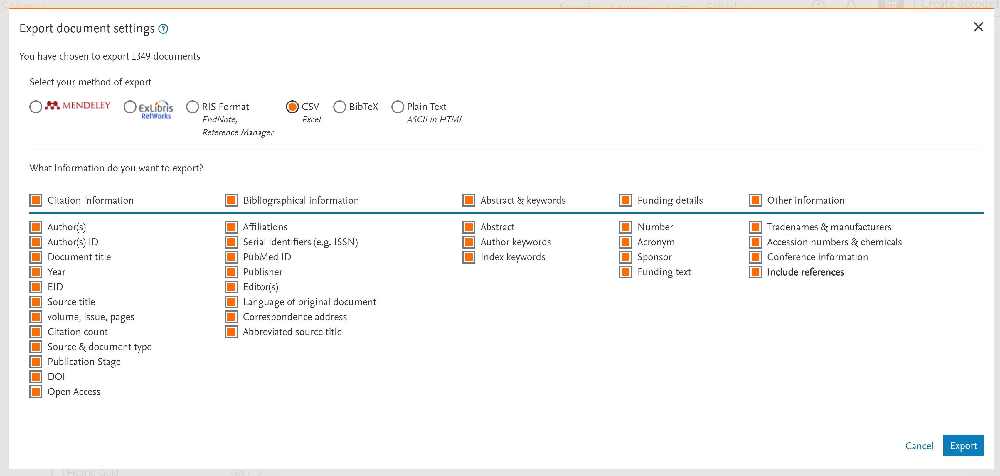 Scopus
Search Sources Lists SciVal Create account
Export document settings ?
You have chosen to export 1349 documents
Select your method of export
MENDELEY ExLibris RIS Format CSV BibTeX Plain Text
RefWorks EndNote, Excel ASCII in HTML
Reference Manager
What information do you want to export?
Citation information Bibliographical information Abstract & keywords Funding details Other information
Author(s) Affiliations Abstract Number Tradenames & manufacturers
Author(s) ID Serial identifiers (e.g. ISSN) Author keywords Acronym Accession numbers & chemicals
Document title PubMed ID Index keywords Sponsor Conference information
Year Publisher Funding text Include references
EID Editor(s)
Source title Language of original document
volume, issue, pages Correspondence address
Citation count Abbreviated source title
Source & document type
Publication Stage
DOI
Open Access
Cancel Export
Hybrid Gold (65)